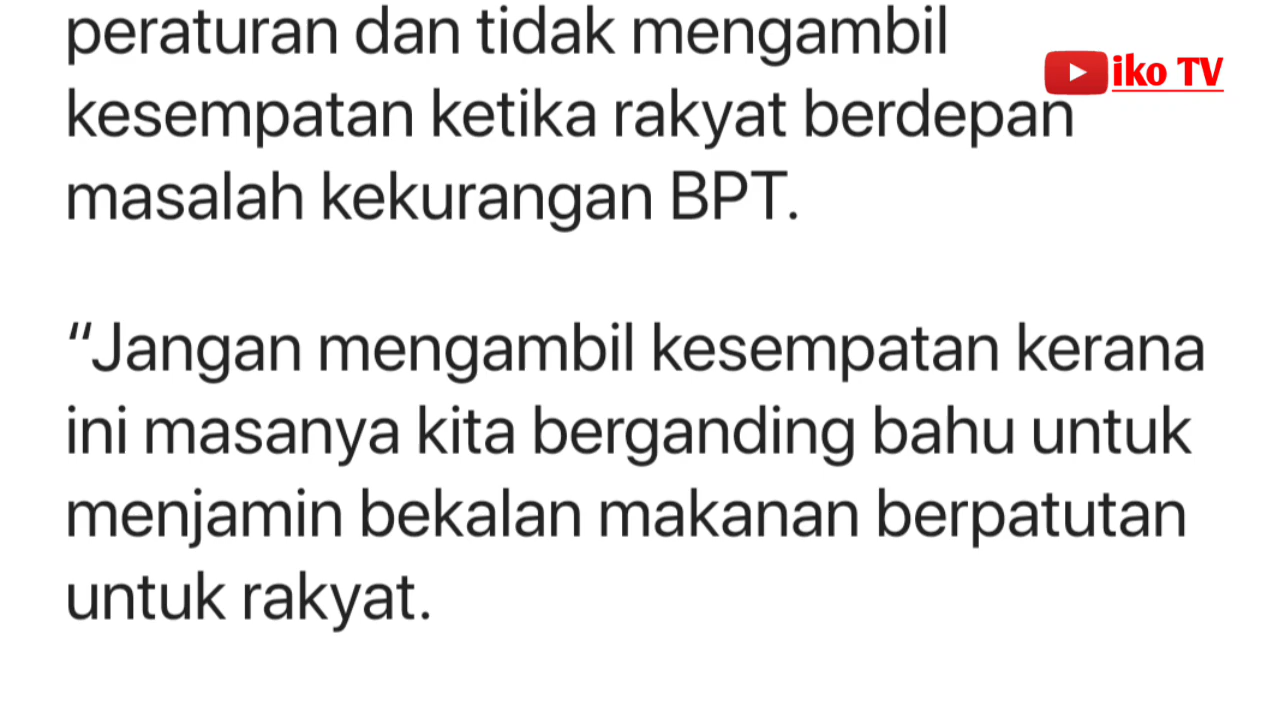 peraturan dan tidak mengambil
iko TV
kesempatan ketika rakyat berdepan
masalah kekurangan BPT.
“Jangan mengambil kesempatan kerana
ini masanya kita berganding bahu untuk
menjamin bekalan makanan berpatutan
untuk rakyat.